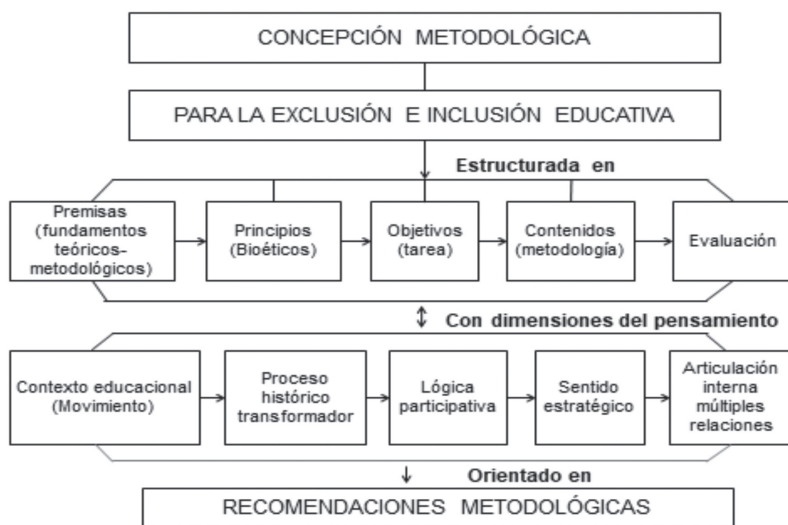 CONCEPCIÓN METODOLÓGICA
PARA LA EXCLUSIÓN E INCLUSIÓN EDUCATIVA
Estructurada en
Premisas
(fundamentos
teóricos-
metodológicos)
Principios
(Bioéticos)
Objetivos
(tarea)
Contenidos
(metodología)
Evaluación
Con dimensiones del pensamiento
Contexto educacional
(Movimiento)
Proceso
histórico
transformador
Lógica
participativa
Sentido
estratégico
Articulación
interna
múltiples
relaciones
Orientado en
RECOMENDACIONES METODOLÓGICAS